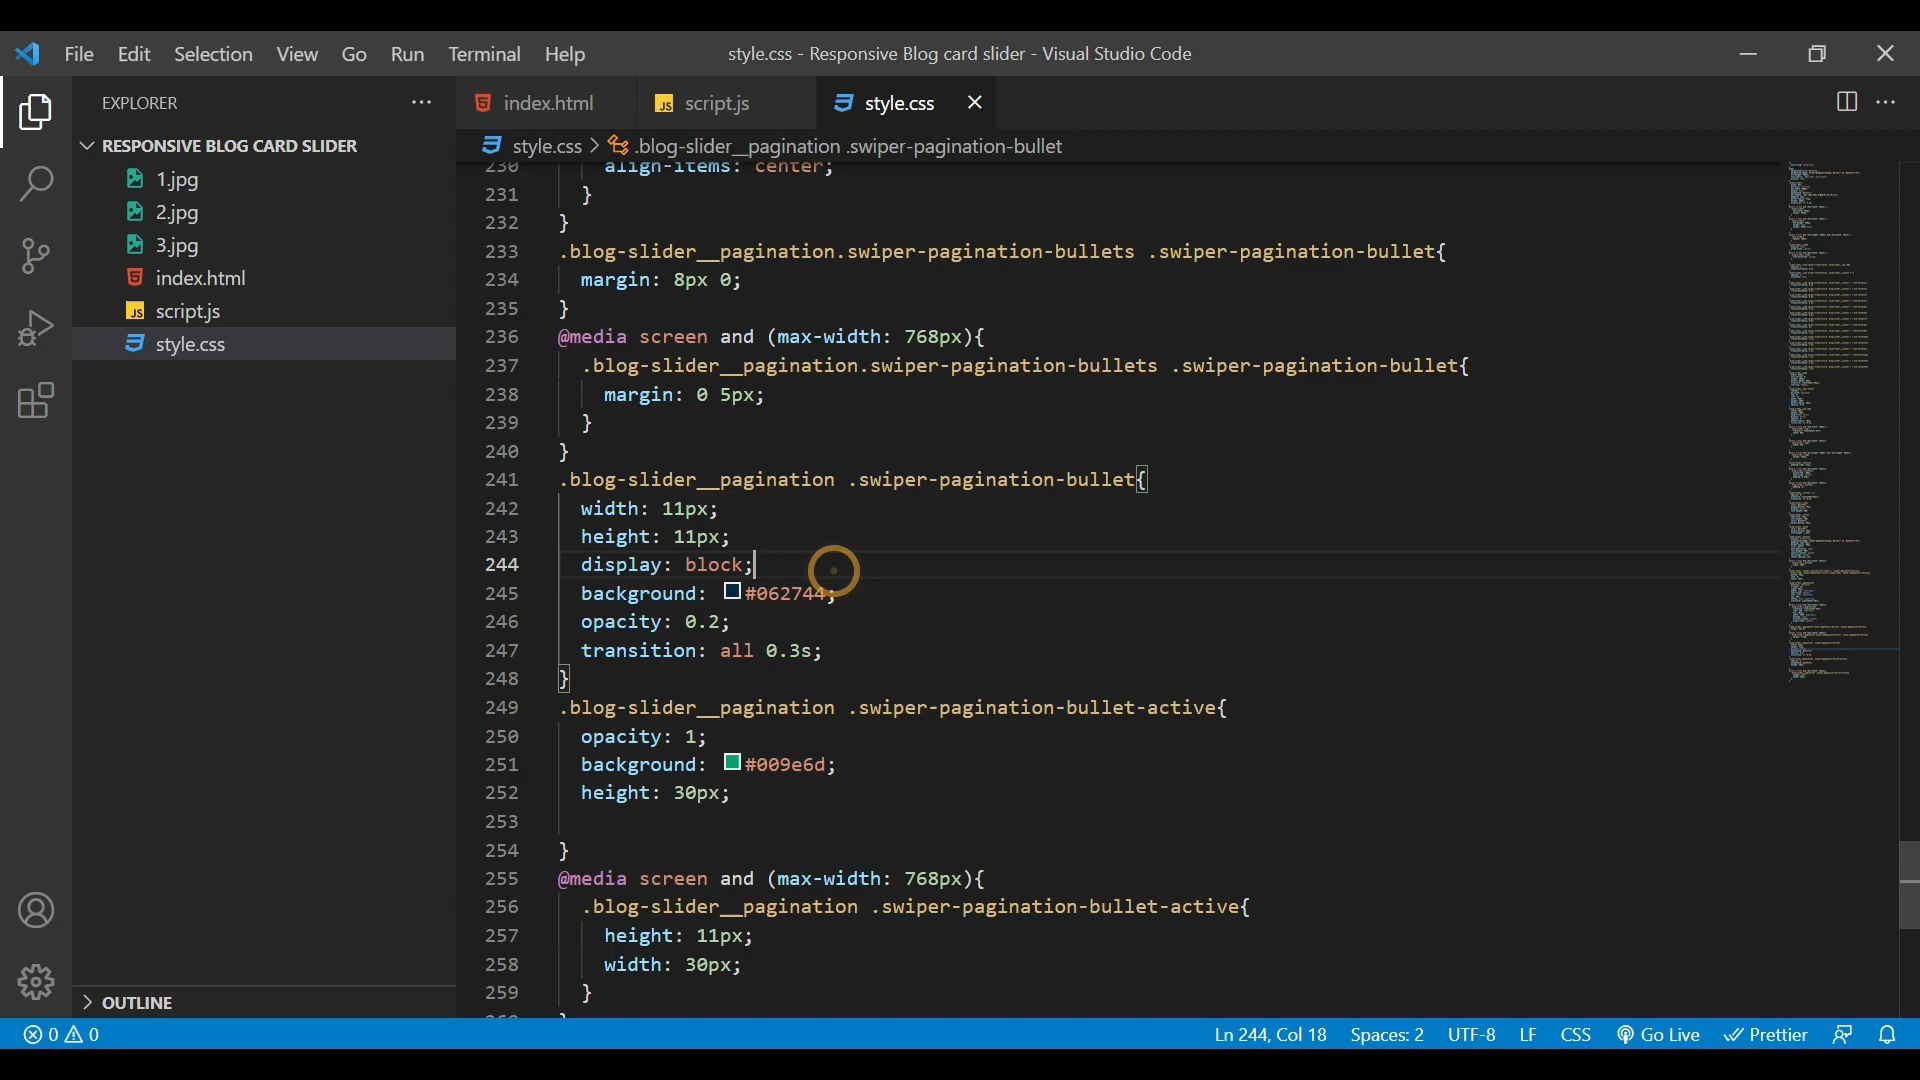 File Edit Selection View Go Run Terminal Help
style.css - Responsive Blog card slider - Visual Studio Code
EXPLORER
RESPONSIVE BLOG CARD SLIDER
1.jpg
2.jpg
3.jpg
index.html
JS script.js
style.css
OUTLINE
index.html JS script.js style.css
style.css > .blog-slider__pagination .swiper-pagination-bullet
230 align-items: center;
231 }
232 }
233 .blog-slider__pagination.swiper-pagination-bullets .swiper-pagination-bullet{
234 margin: 8px 0;
235 }
236 @media screen and (max-width: 768px){
237 .blog-slider__pagination.swiper-pagination-bullets .swiper-pagination-bullet{
238 margin: 0 5px;
239 }
240 }
241 .blog-slider__pagination .swiper-pagination-bullet{
242 width: 11px;
243 height: 11px;
244 display: block;
245 background: #062744;
246 opacity: 0.2;
247 transition: all 0.3s;
248 }
249 .blog-slider__pagination .swiper-pagination-bullet-active{
250 opacity: 1;
251 background: #009e6d;
252 height: 30px;
253
254 }
255 @media screen and (max-width: 768px){
256 .blog-slider__pagination .swiper-pagination-bullet-active{
257 height: 11px;
258 width: 30px;
259 }
260 }
0 0 Ln 244, Col 18 Spaces: 2 UTF-8 LF CSS Go Live Prettier